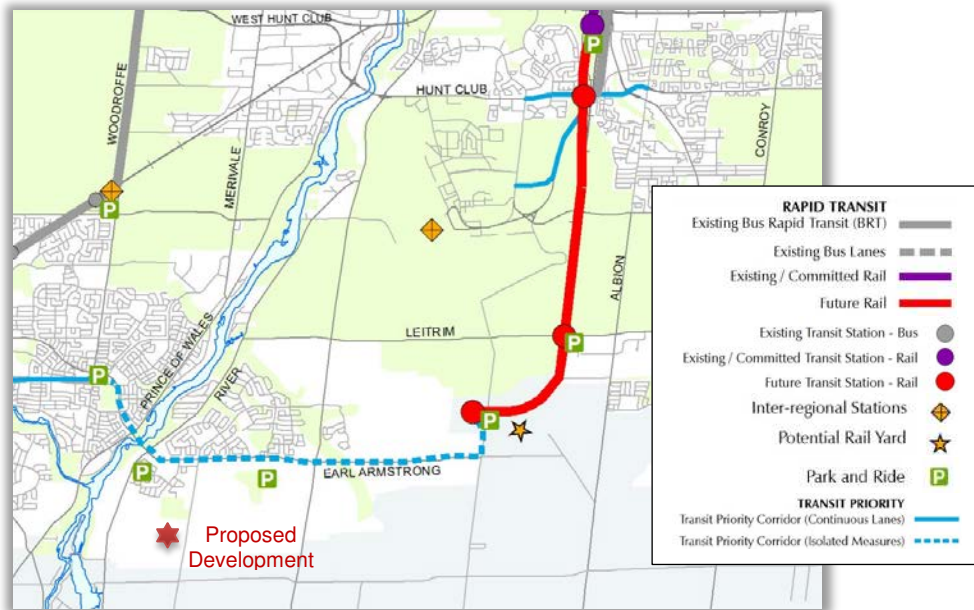 WEST HUNT CLUB
P
WOODROFFE
HUNT CLUB
MERIVALE
CONROY
P
ALBION
PRINCE OF WALES
RIVER
LEITRIM
P
P
P
P
P
EARL ARMSTRONG
Proposed
Development
RAPID TRANSIT
Existing Bus Rapid Transit (BRT)
Existing Bus Lanes
Existing / Committed Rail
Future Rail
Existing Transit Station - Bus
Existing / Committed Transit Station - Rail
Future Transit Station - Rail
Inter-regional Stations
Potential Rail Yard
Park and Ride P
TRANSIT PRIORITY
Transit Priority Corridor (Continuous Lanes)
Transit Priority Corridor (Isolated Measures)